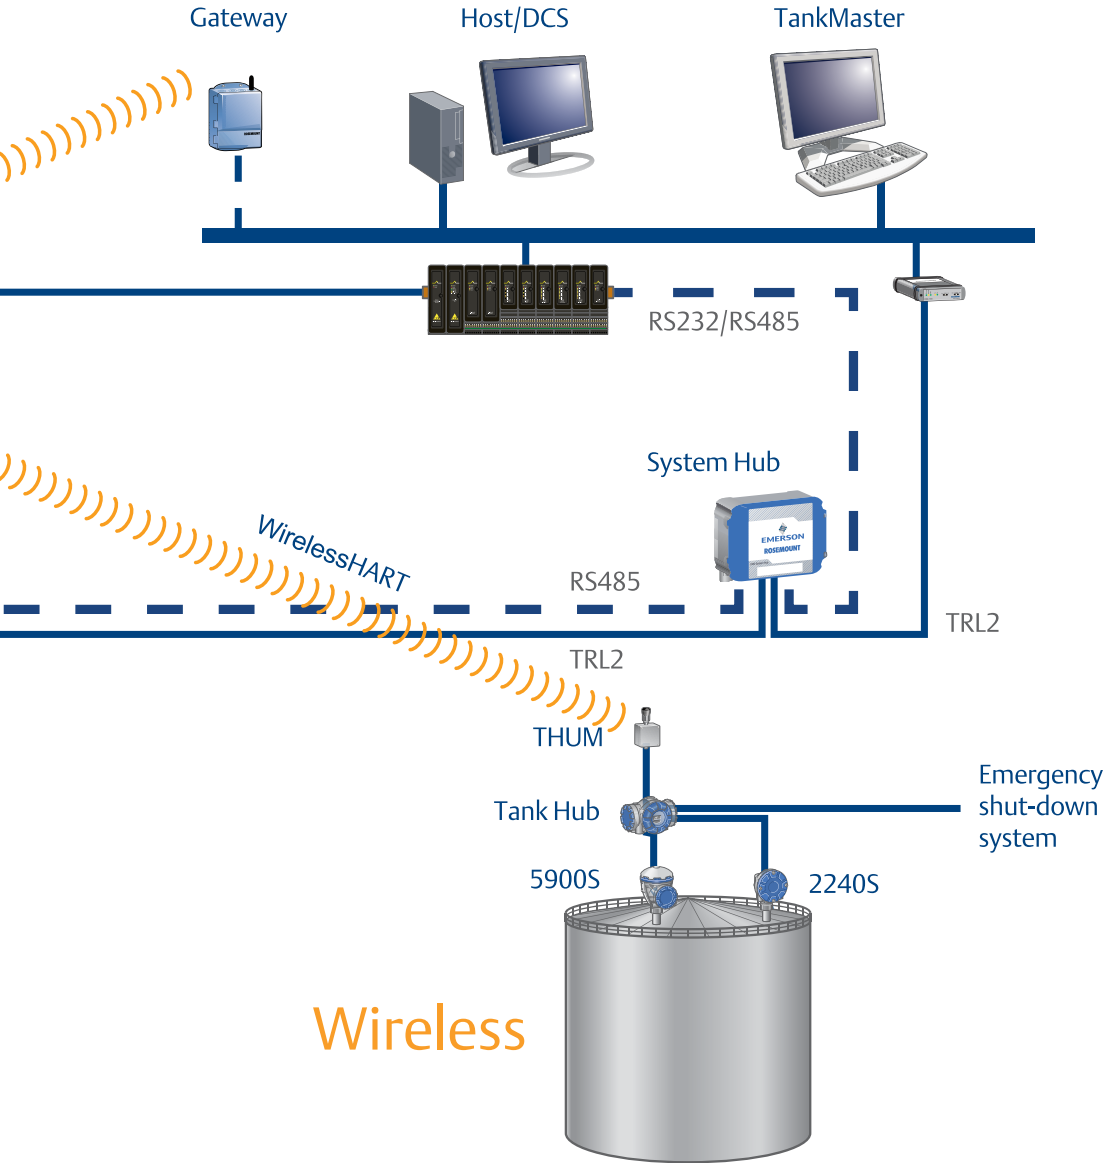 Gateway
Host/DCS
TankMaster
RS232/RS485
System Hub
EMERSON
ROSEMOUNT
WirelessHART
RS485
TRL2
TRL2
THUM
Tank Hub
Emergency
shut-down
system
5900S
2240S
Wireless